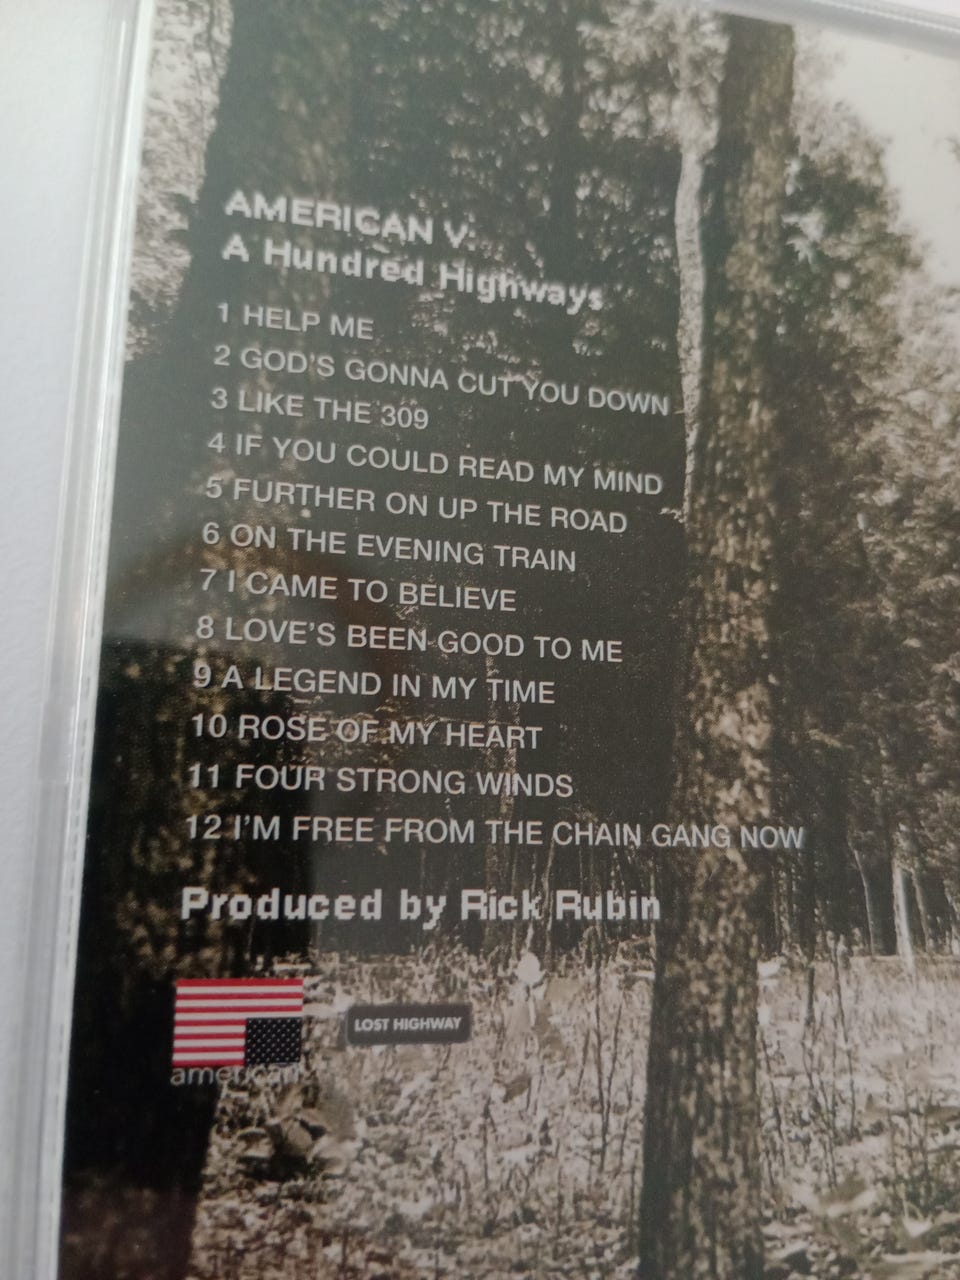 AMERICAN V:
A Hundred Highways
1 HELP ME
2 GOD'S GONNA CUT YOU DOWN
3 LIKE THE 309
4 IF YOU COULD READ MY MIND
5 FURTHER ON UP THE ROAD
6 ON THE EVENING TRAIN
7 I CAME TO BELIEVE
8 LOVE'S BEEN GOOD TO ME
9 A LEGEND IN MY TIME
10 ROSE OF MY HEART
11 FOUR STRONG WINDS
12 I'M FREE FROM THE CHAIN GANG NOW
Produced by Rick Rubin
LOST HIGHWAY
american